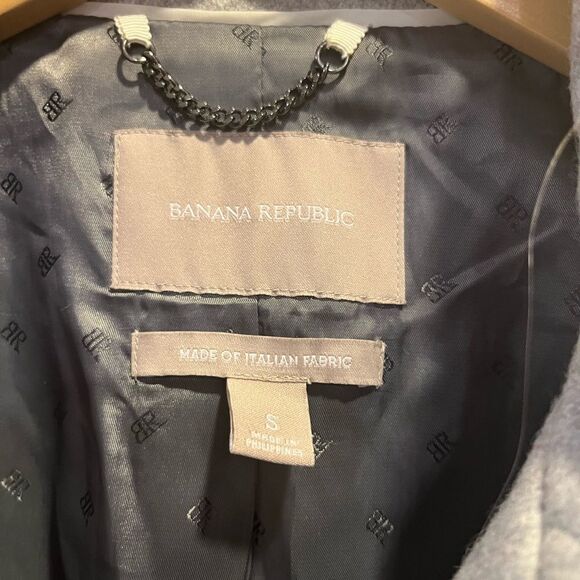 BANANA REPUBLIC
MADE OF ITALIAN FABRIC
S
MADE IN
PHILIPPINES